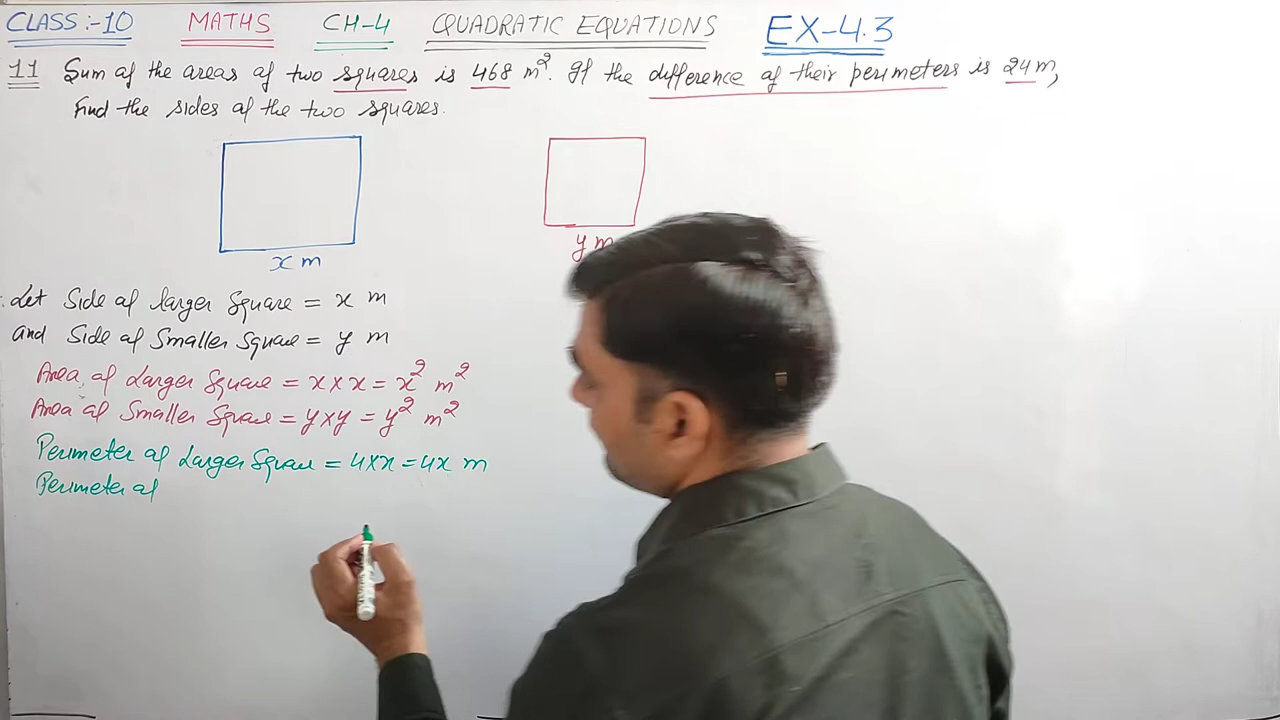 CLASS:-10 MATHS CH-4 QUADRATIC EQUATIONS EX-4.3
11 Sum of the areas of two squares is 468 m². If the difference of their perimeters is 24m,
find the sides of the two squares.
x m
y m
Let Side of larger Square = x m
and Side of Smaller Square = y m
Area of Larger Square = x×x = x² m²
Area of Smaller Square = y×y = y² m²
Perimeter of Larger Square = 4×x = 4x m
Perimeter of